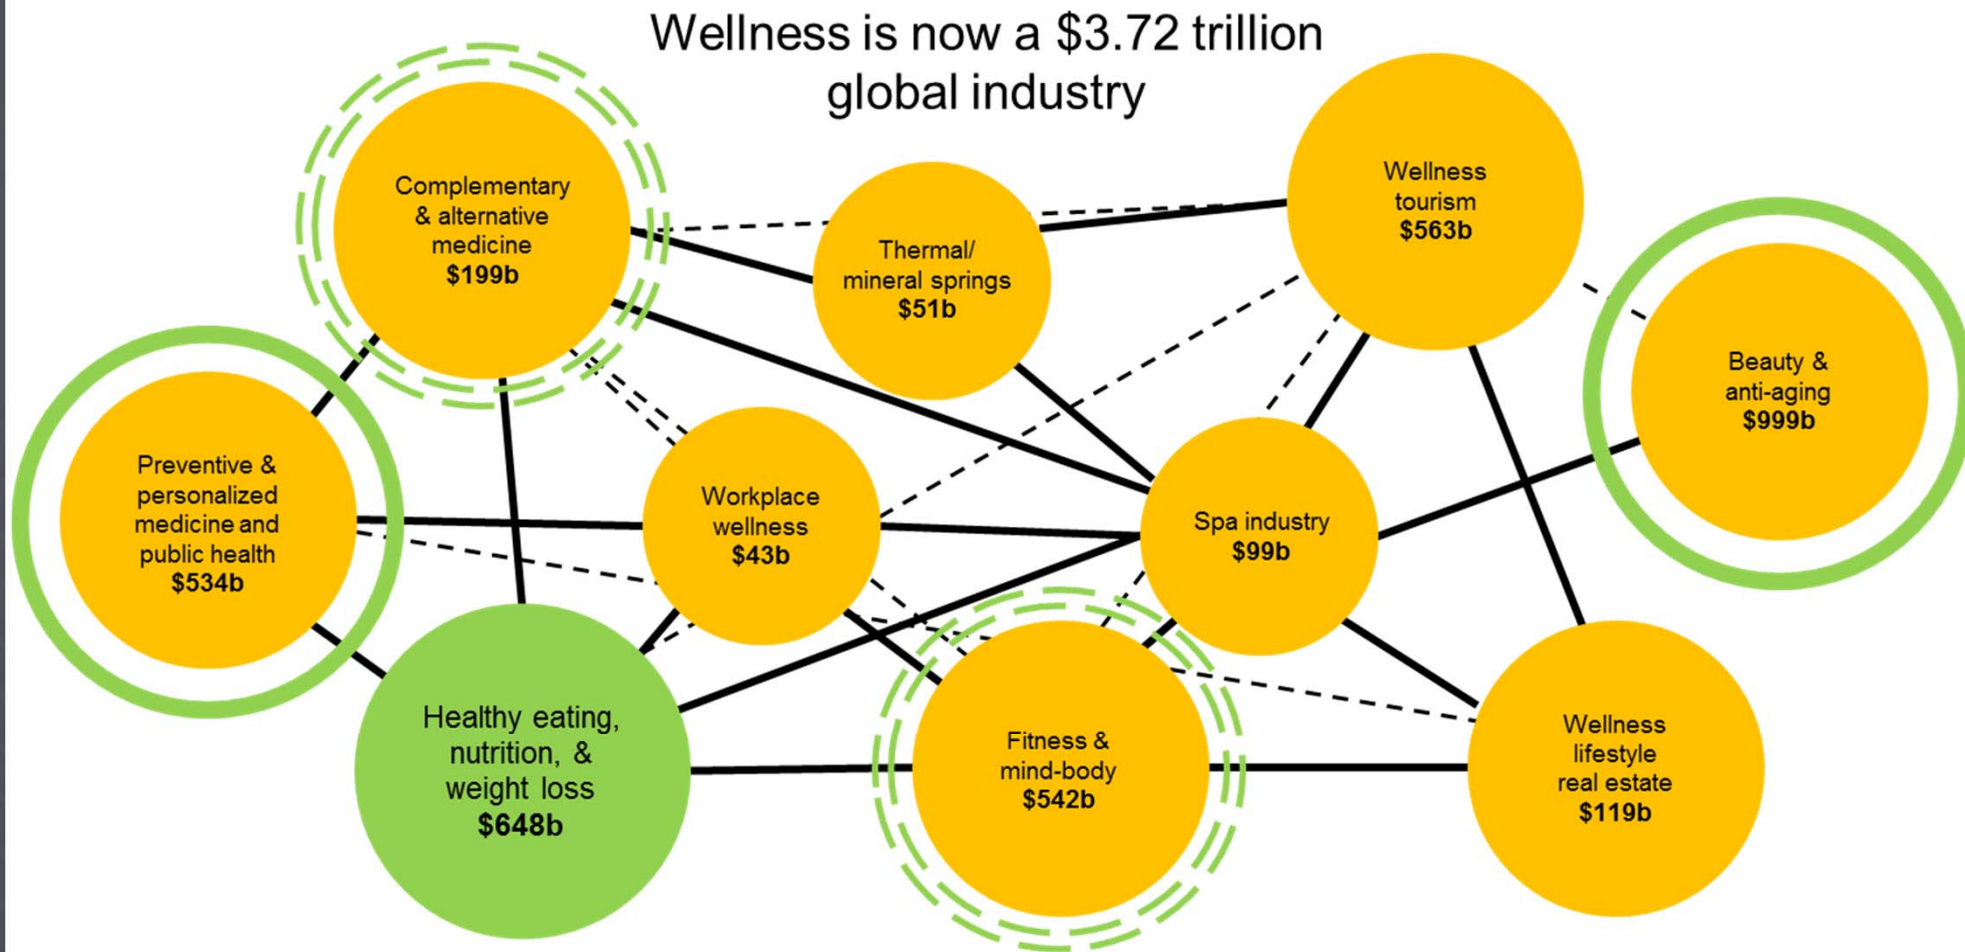 Wellness is now a $3.72 trillion
global industry
Complementary
& alternative
medicine
$199b
Thermal/
mineral springs
$51b
Wellness
tourism
$563b
Beauty &
anti-aging
$999b
Preventive &
personalized
medicine and
public health
$534b
Workplace
wellness
$43b
Spa industry
$99b
Healthy eating,
nutrition, &
weight loss
$648b
Fitness &
mind-body
$542b
Wellness
lifestyle
real estate
$119b